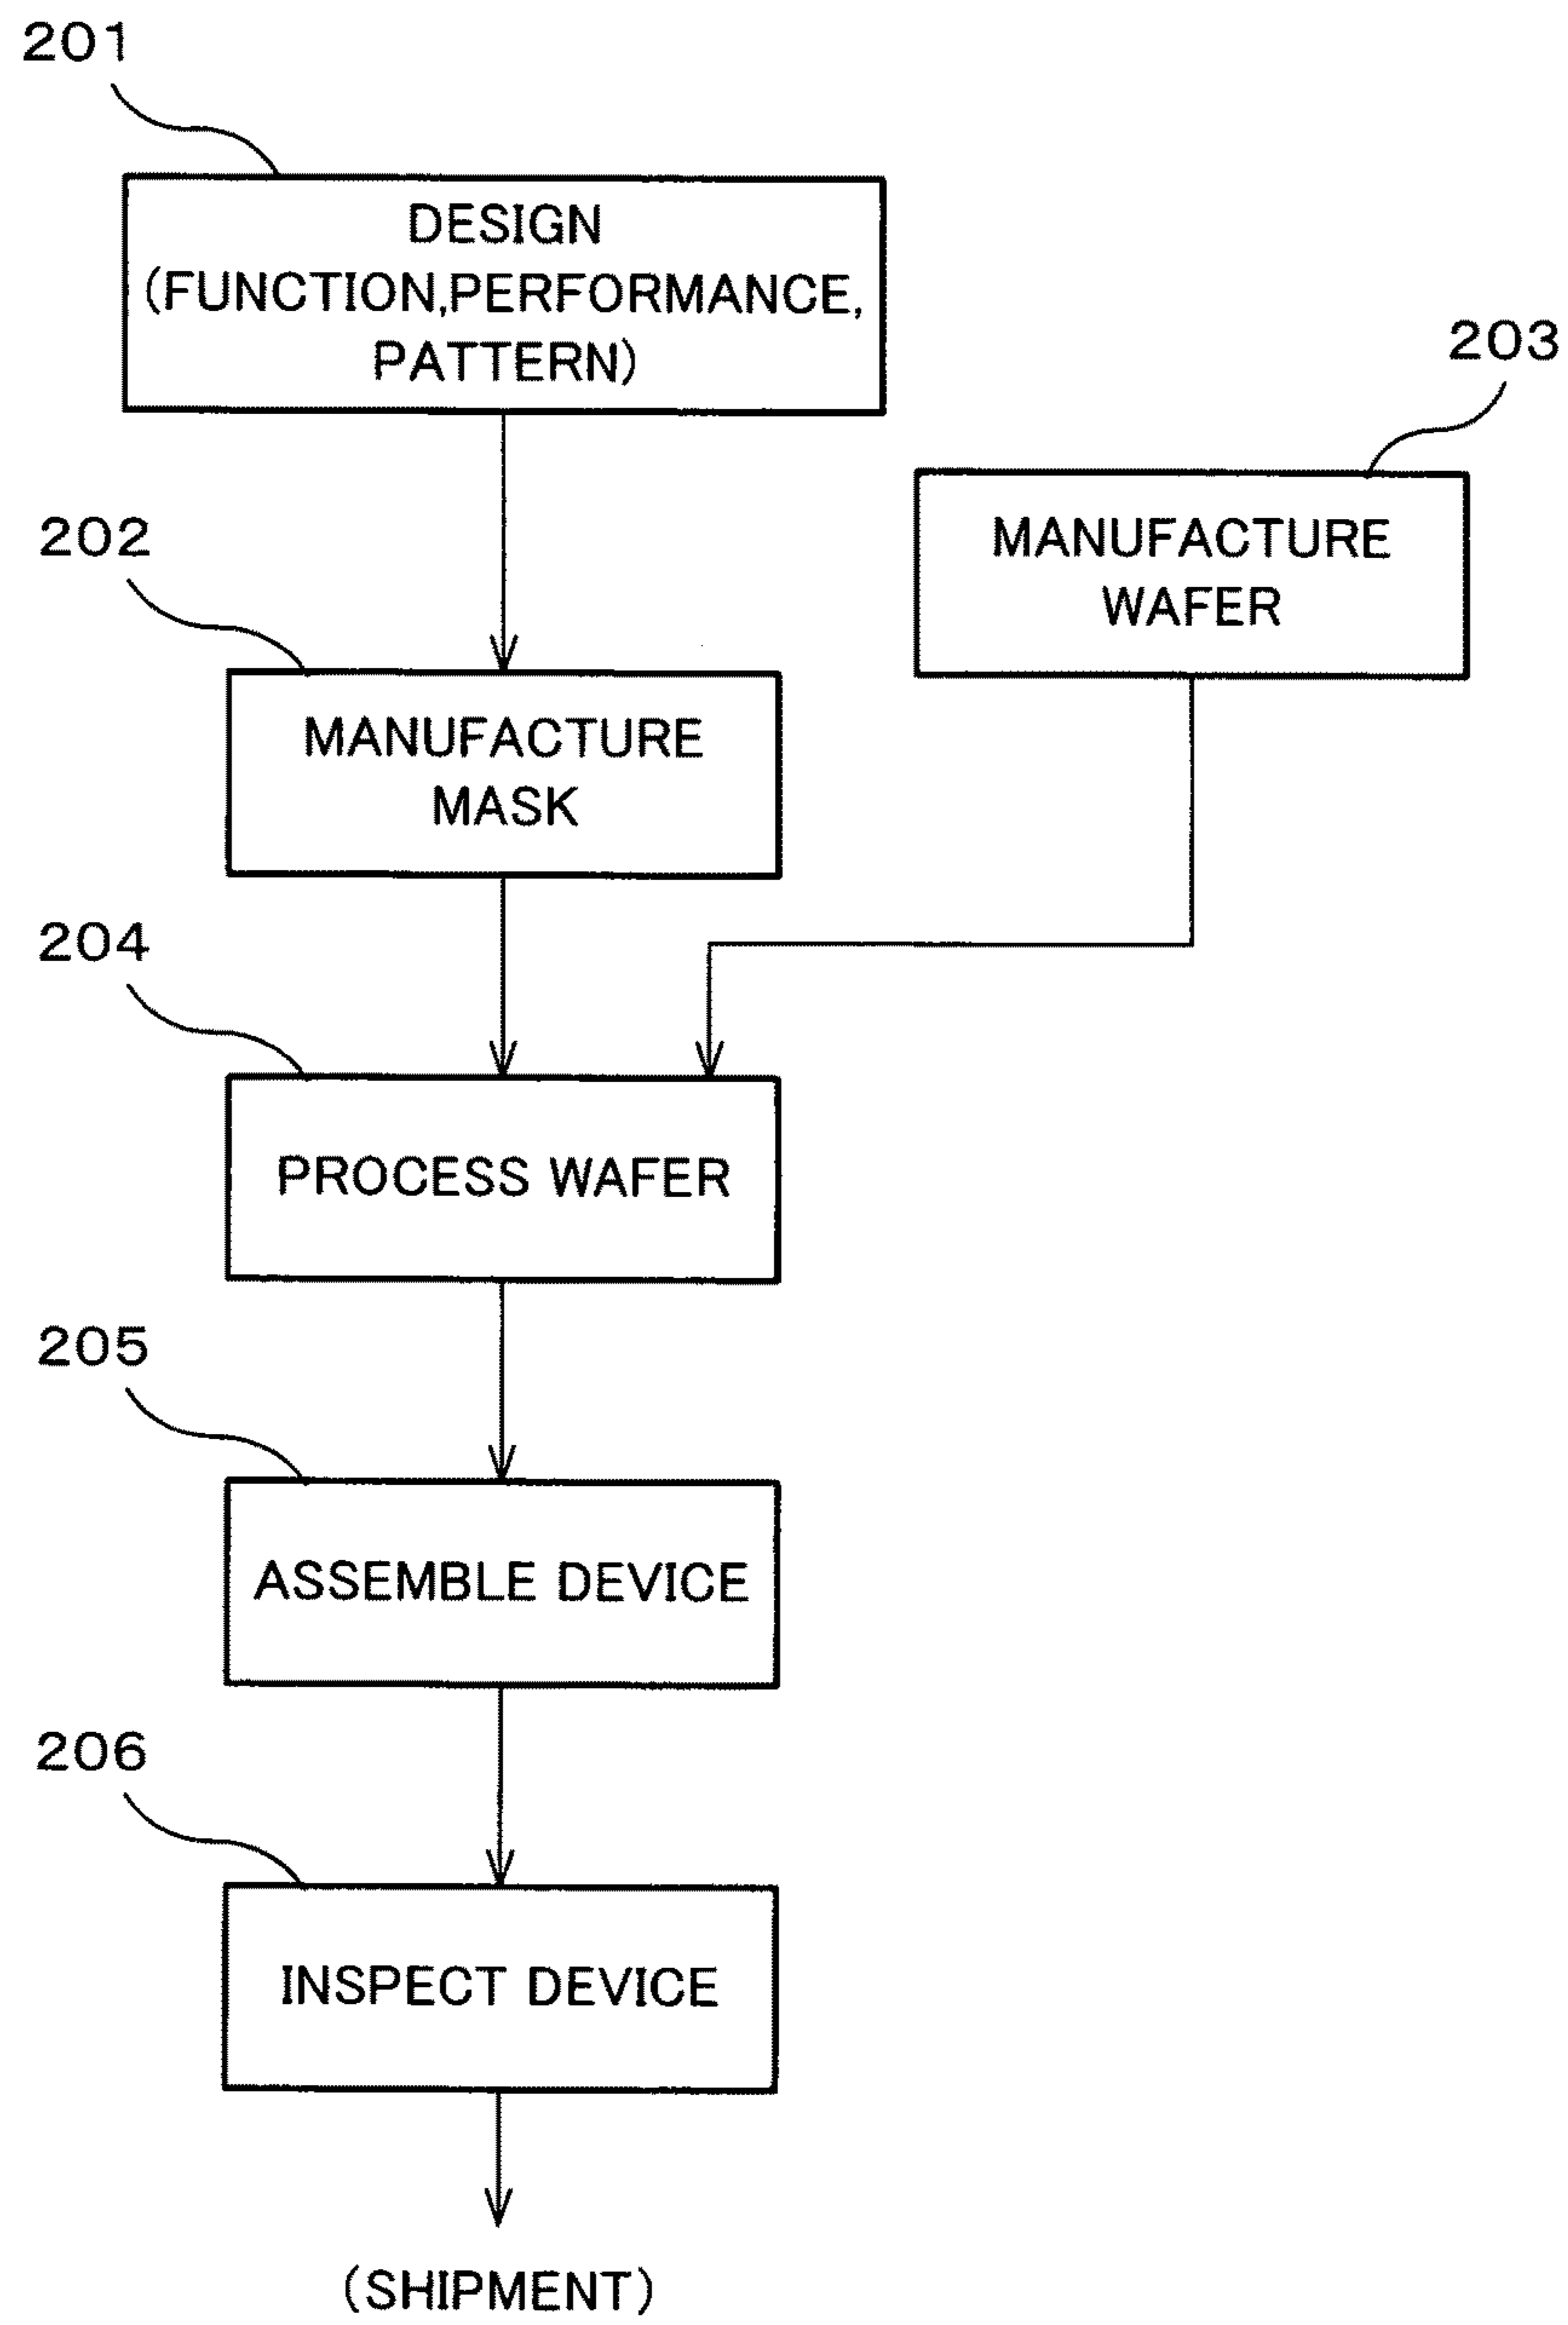 201
DESIGN
(FUNCTION,PERFORMANCE,
PATTERN)
203
MANUFACTURE
WAFER
202
MANUFACTURE
MASK
204
PROCESS WAFER
205
ASSEMBLE DEVICE
206
INSPECT DEVICE
(SHIPMENT)